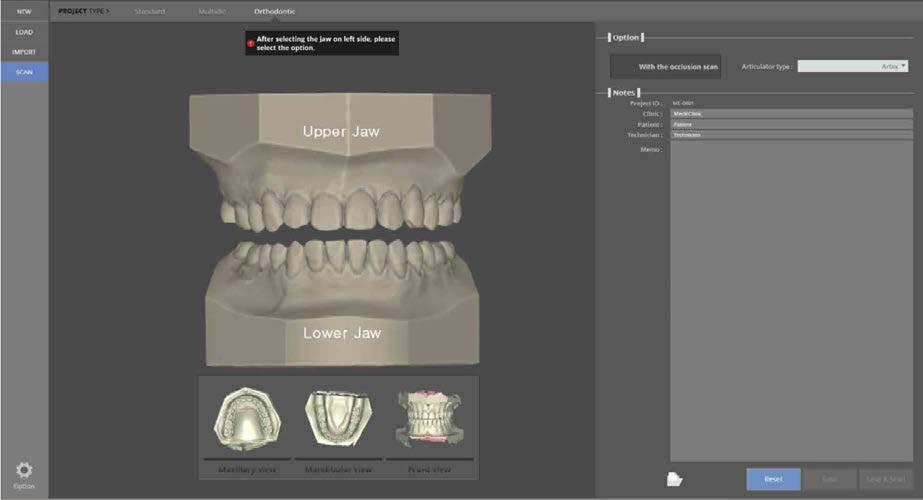 NEW
PROJECT TYPE >
Standard
Multidie
Orthodontic
LOAD
IMPORT
SCAN
After selecting the jaw on left side, please
select the option.
Upper Jaw
Lower Jaw
Maxillary view
Mandibular view
Front view
Option
Option
With the occlusion scan
Articulator type :
Artex
Notes
Project ID :
Clinic :
Patient :
Patient
Technician :
Technician
Memo :
Reset
Save
Save & Scan